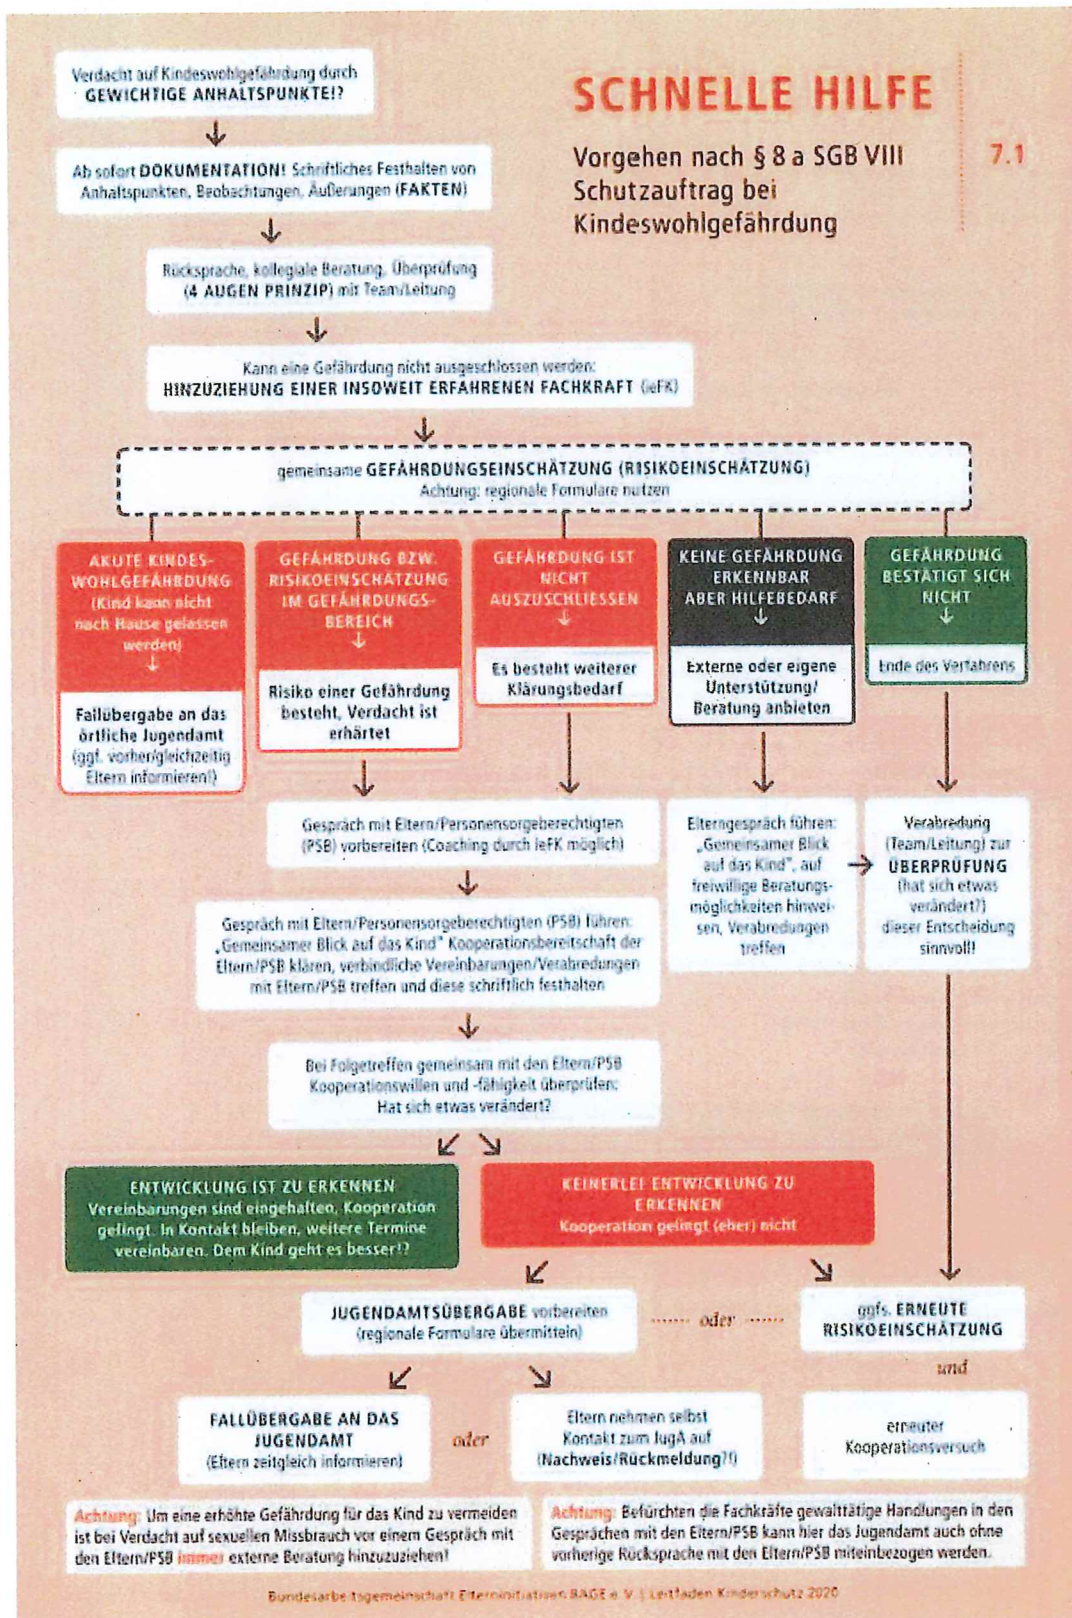 SCHNELLE HILFE
Vorgehen nach § 8 a SGB VIII
Schutzauftrag bei
Kindeswohlgefährdung
7.1
Verdacht auf Kindeswohlgefährdung durch
GEWICHTIGE ANHALTSPUNKTE!?
Ab sofort DOKUMENTATION! Schriftliches Festhalten von
Anhaltspunkten, Beobachtungen, Äußerungen (FAKTEN)
Rücksprache, kollegiale Beratung, Überprüfung
(4 AUGEN PRINZIP) mit Team/Leitung
Kann eine Gefährdung nicht ausgeschlossen werden:
HINZUZIEHUNG EINER INSOWEIT ERFAHRENEN FACHKRAFT (ieFK)
gemeinsame GEFÄHRDUNGSEINSCHÄTZUNG (RISIKOEINSCHÄTZUNG)
Achtung: regionale Formulare nutzen
AKUTE KINDES-
WOHLGEFÄHRDUNG
(Kind kann nicht
nach Hause gelassen
werden)
Fallübergabe an das
örtliche Jugendamt
(ggf. vorher/gleichzeitig
Eltern informieren!)
GEFÄHRDUNG BZW.
RISIKOEINSCHÄTZUNG
IM GEFÄHRDUNGS-
BEREICH
Risiko einer Gefährdung
besteht, Verdacht ist
erhärtet
GEFÄHRDUNG IST
NICHT
AUSZUSCHLIESSEN
Es besteht weiterer
Klärungsbedarf
KEINE GEFÄHRDUNG
ERKENNBAR
ABER HILFEBEDARF
Externe oder eigene
Unterstützung/
Beratung anbieten
GEFÄHRDUNG
BESTÄTIGT SICH
NICHT
Ende des Verfahrens
Gespräch mit Eltern/Personensorgeberechtigten
(PSB) vorbereiten (Coaching durch ieFK möglich)
Gespräch mit Eltern/Personensorgeberechtigten (PSB) führen:
„Gemeinsamer Blick auf das Kind" Kooperationsbereitschaft der
Eltern/PSB klären, verbindliche Vereinbarungen/Verabredungen
mit Eltern/PSB treffen und diese schriftlich festhalten
Bei Folgetreffen gemeinsam mit den Eltern/PSB
Kooperationswillen und -fähigkeit überprüfen:
Hat sich etwas verändert?
Elterngespräch führen:
„Gemeinsamer Blick
auf das Kind", auf
freiwillige Beratungs-
möglichkeiten hinwei-
sen, Verabredungen
treffen
Verabredung
(Team/Leitung) zur
ÜBERPRÜFUNG
(hat sich etwas
verändert?)
dieser Entscheidung
sinnvoll!
ENTWICKLUNG IST ZU ERKENNEN
Vereinbarungen sind eingehalten, Kooperation
gelingt. In Kontakt bleiben, weitere Termine
vereinbaren. Dem Kind geht es besser!?
KEINERLEI ENTWICKLUNG ZU
ERKENNEN
Kooperation gelingt (eher) nicht
JUGENDAMTSÜBERGABE vorbereiten
(regionale Formulare übermitteln)
oder
ggfs. ERNEUTE
RISIKOEINSCHÄTZUNG
und
FALLÜBERGABE AN DAS
JUGENDAMT
(Eltern zeitgleich informieren)
oder
Eltern nehmen selbst
Kontakt zum JugA auf
(Nachweis/Rückmeldung?!)
erneuter
Kooperationsversuch
Achtung: Um eine erhöhte Gefährdung für das Kind zu vermeiden
ist bei Verdacht auf sexuellen Missbrauch vor einem Gespräch mit
den Eltern/PSB immer externe Beratung hinzuzuziehen!
Achtung: Befürchten die Fachkräfte gewalttätige Handlungen in den
Gesprächen mit den Eltern/PSB kann hier das Jugendamt auch ohne
vorherige Rücksprache mit den Eltern/PSB miteinbezogen werden.
Bundesarbeitsgemeinschaft Elterninitiativen BAGE e.V. | Leitfaden Kinderschutz 2020